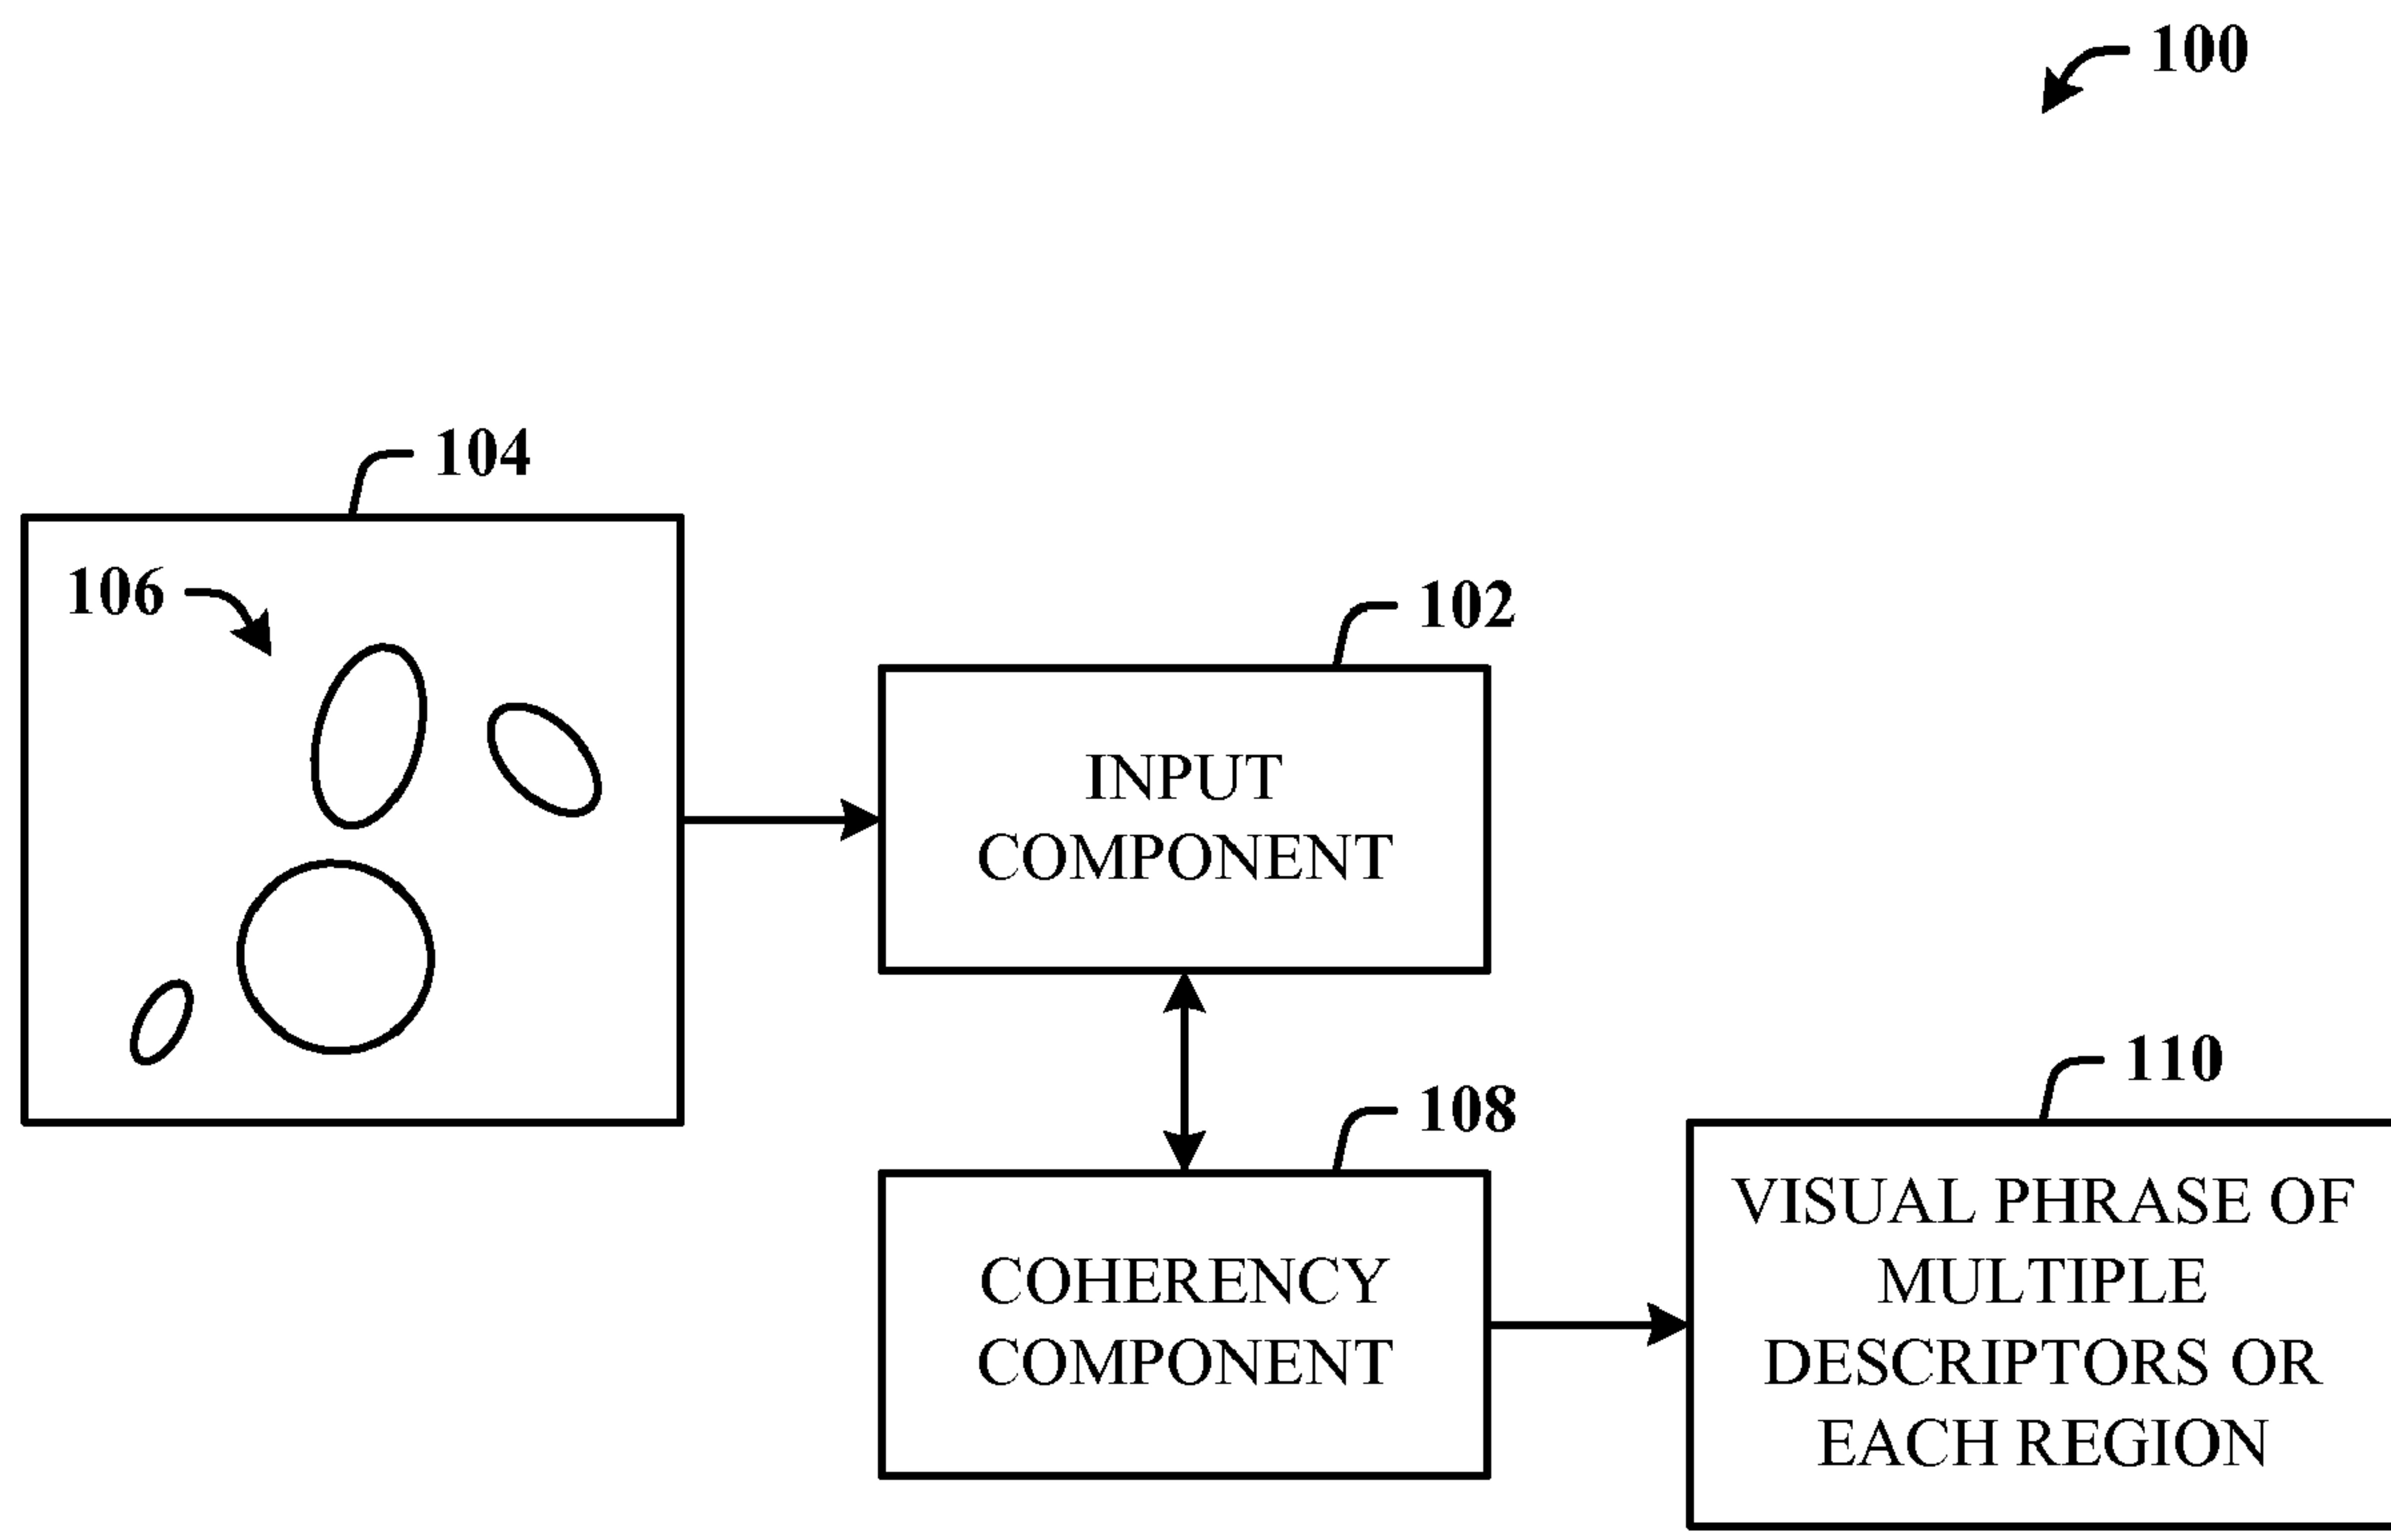 100
104
106
102
INPUT
COMPONENT
108
110
COHERENCY
COMPONENT
VISUAL PHRASE OF
MULTIPLE
DESCRIPTORS OR
EACH REGION